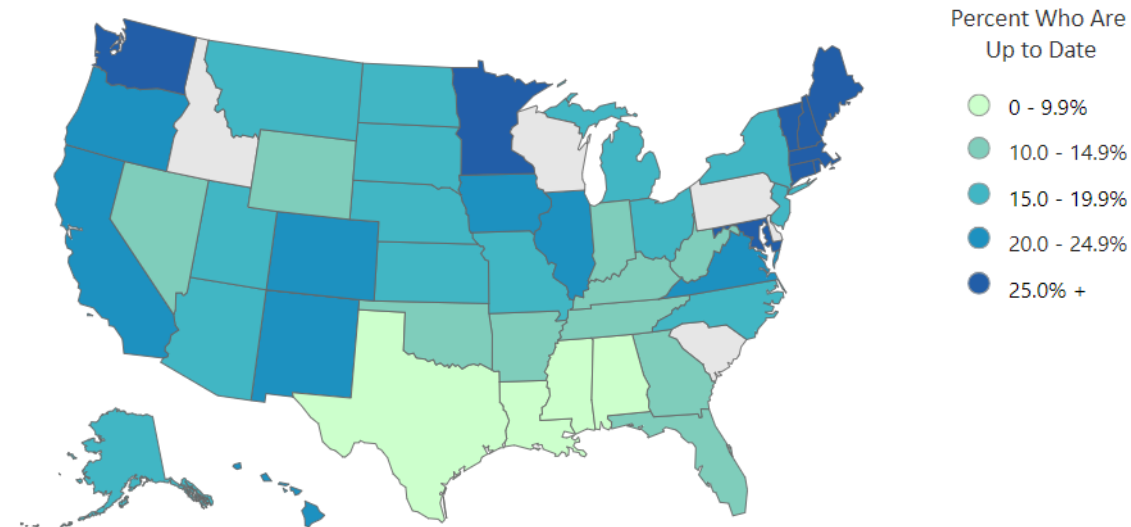 Percent Who Are
Up to Date
0 - 9.9%
10.0 - 14.9%
15.0 - 19.9%
20.0 - 24.9%
25.0% +